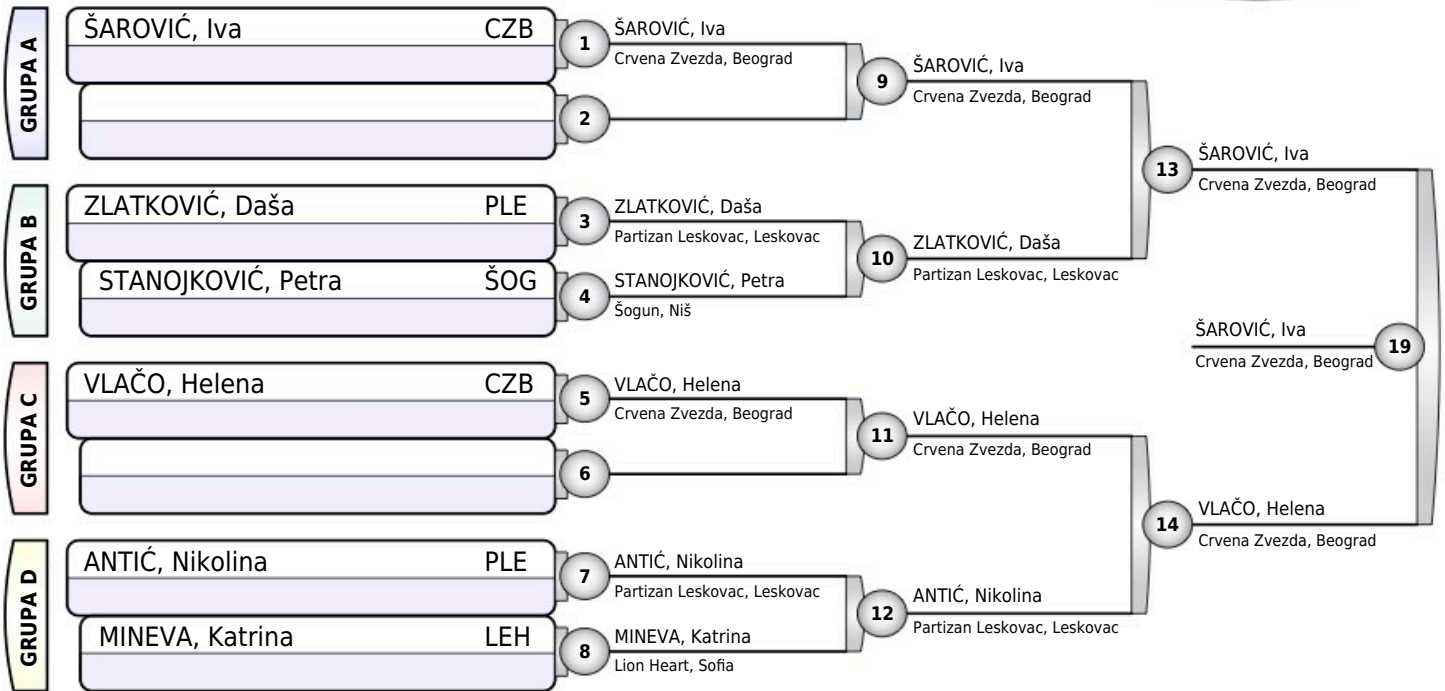 GRUPA A
ŠAROVIĆ, Iva CZB
1
ŠAROVIĆ, Iva
Crvena Zvezda, Beograd
2
9
ŠAROVIĆ, Iva
Crvena Zvezda, Beograd
GRUPA B
ZLATKOVIĆ, Daša PLE
3
ZLATKOVIĆ, Daša
Partizan Leskovac, Leskovac
STANOJKOVIĆ, Petra ŠOG
4
STANOJKOVIĆ, Petra
Šogun, Niš
10
ZLATKOVIĆ, Daša
Partizan Leskovac, Leskovac
13
ŠAROVIĆ, Iva
Crvena Zvezda, Beograd
GRUPA C
VLAČO, Helena CZB
5
VLAČO, Helena
Crvena Zvezda, Beograd
6
11
VLAČO, Helena
Crvena Zvezda, Beograd
GRUPA D
ANTIĆ, Nikolina PLE
7
ANTIĆ, Nikolina
Partizan Leskovac, Leskovac
MINEVA, Katrina LEH
8
MINEVA, Katrina
Lion Heart, Sofia
12
ANTIĆ, Nikolina
Partizan Leskovac, Leskovac
14
VLAČO, Helena
Crvena Zvezda, Beograd
ŠAROVIĆ, Iva
Crvena Zvezda, Beograd
19